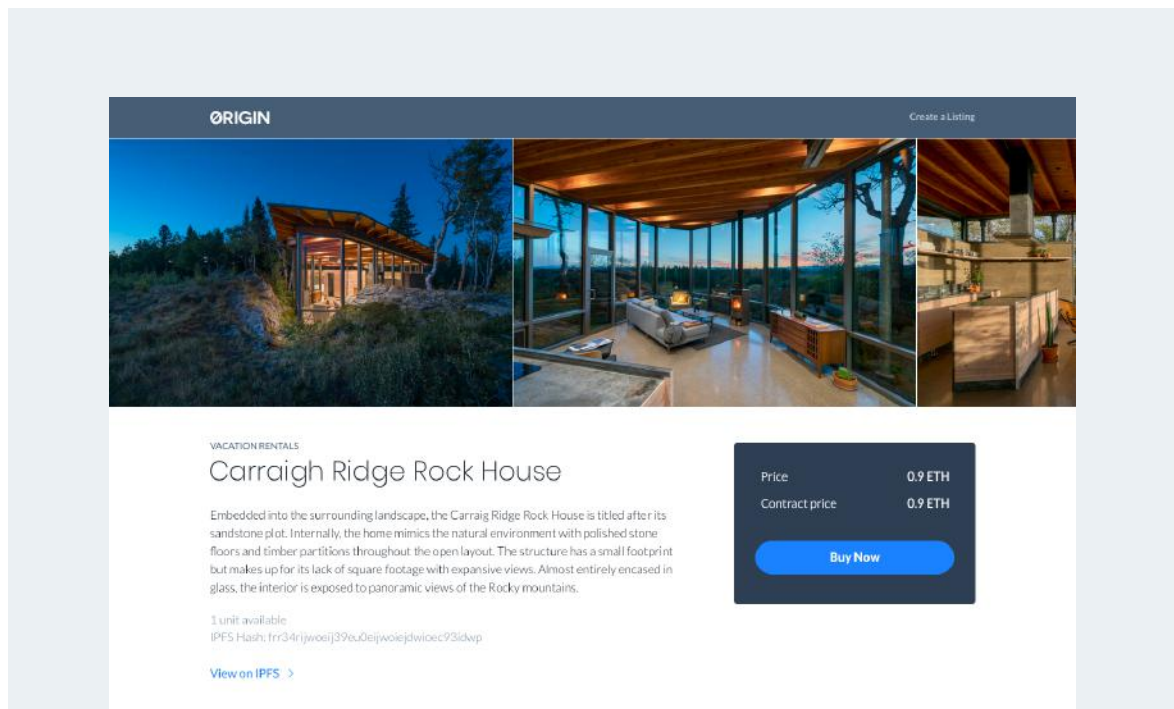 ØRIGIN
Create a Listing
VACATION RENTALS
Carraigh Ridge Rock House
Embedded into the surrounding landscape, the Carraig Ridge Rock House is titled after its
sandstone plot. Internally, the home mimics the natural environment with polished stone
floors and timber partitions throughout the open layout. The structure has a small footprint
but makes up for its lack of square footage with expansive views. Almost entirely encased in
glass, the interior is exposed to panoramic views of the Rocky mountains.
1 unit available
IPFS Hash: frr34rijwoeij39eu0eijwoiejdwioec93idwp
View on IPFS >
Price 0.9 ETH
Contract price 0.9 ETH
Buy Now